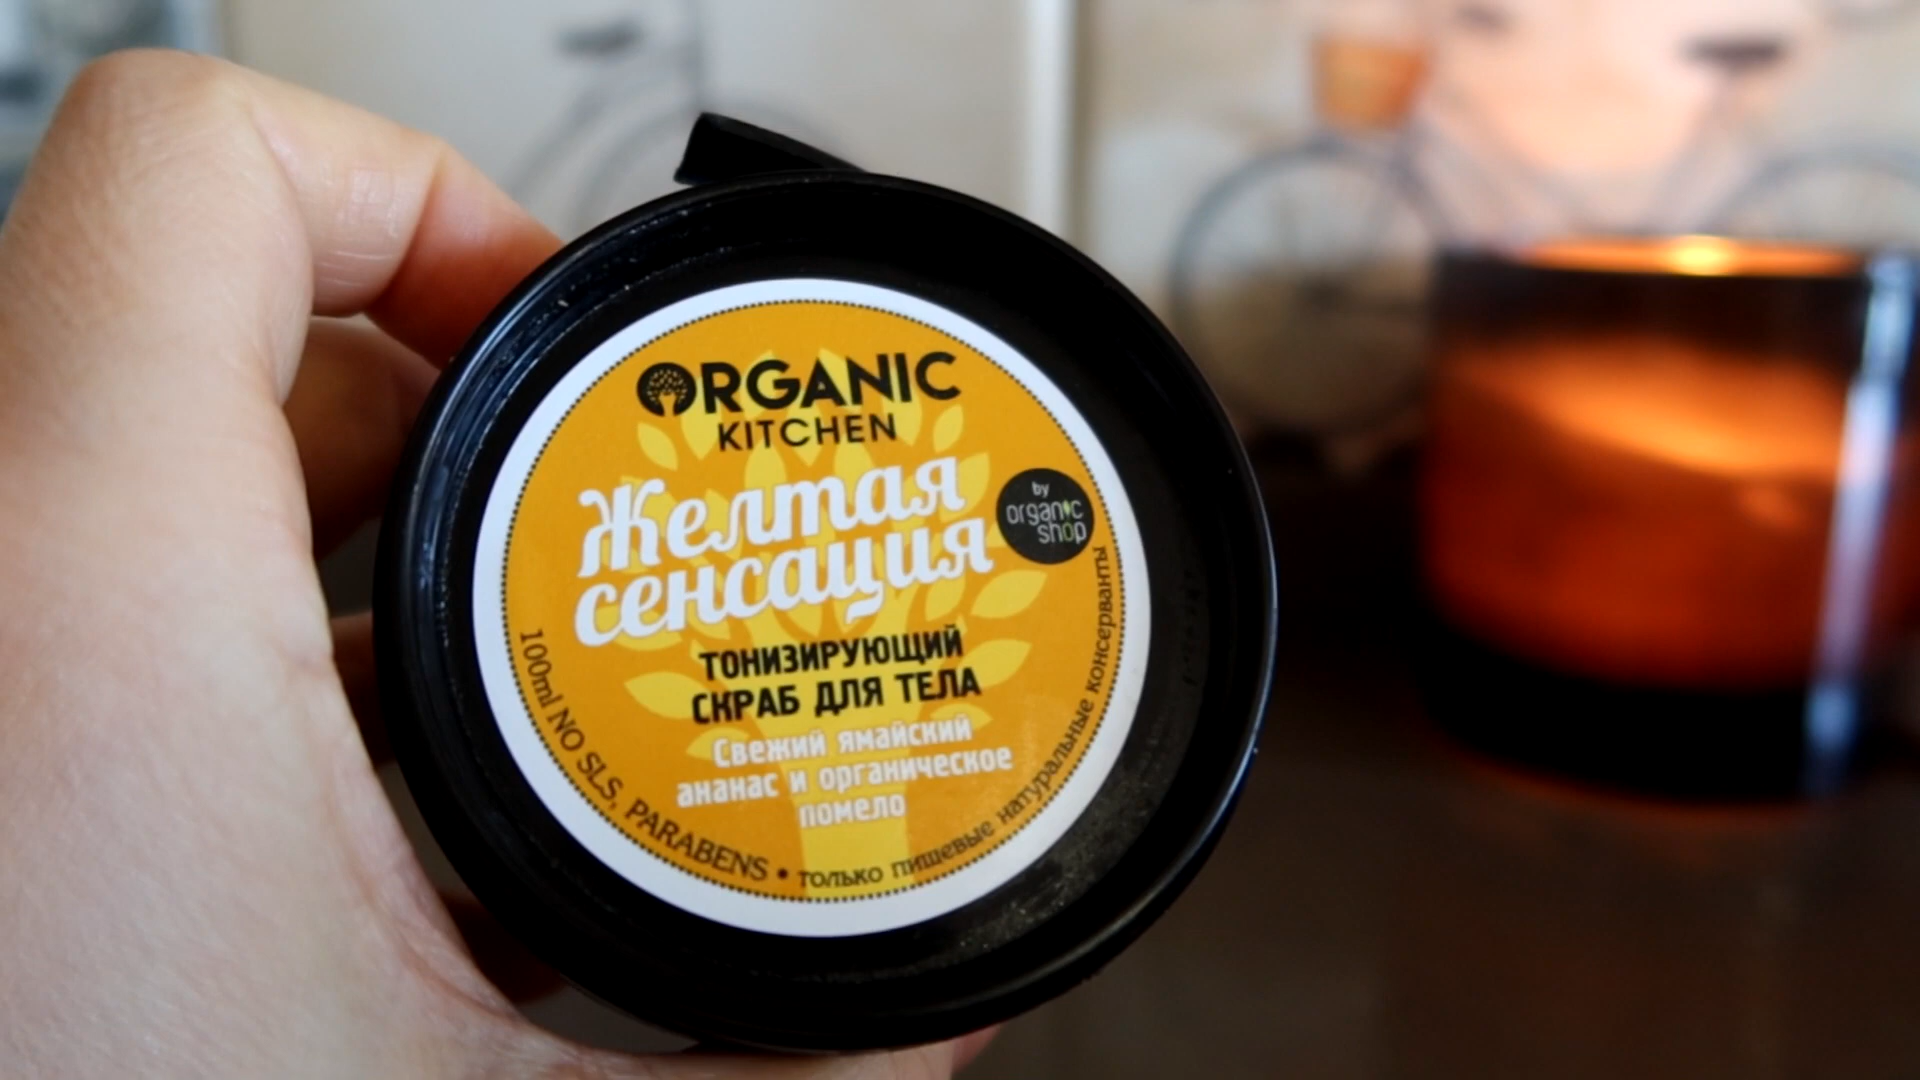 ORGANIC
KITCHEN
Желтая
сенсация
by
organic
shop
ТОНИЗИРУЮЩИЙ
СКРАБ ДЛЯ ТЕЛА
Свежий ямайский
ананас и органическое
помело
100ml NO SLS, PARABENS • только пищевые натуральные консерванты